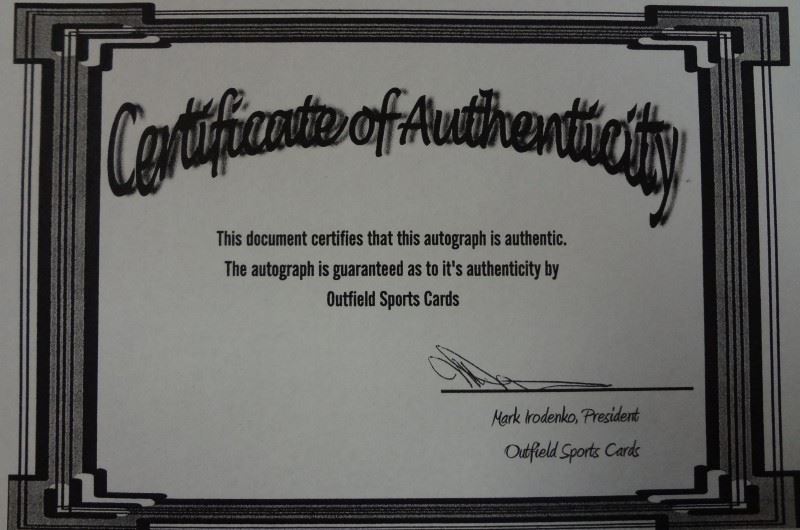 Certificate of Authenticity
This document certifies that this autograph is authentic.
The autograph is guaranteed as to it's authenticity by
Outfield Sports Cards
Mark Irodenko, President
Outfield Sports Cards